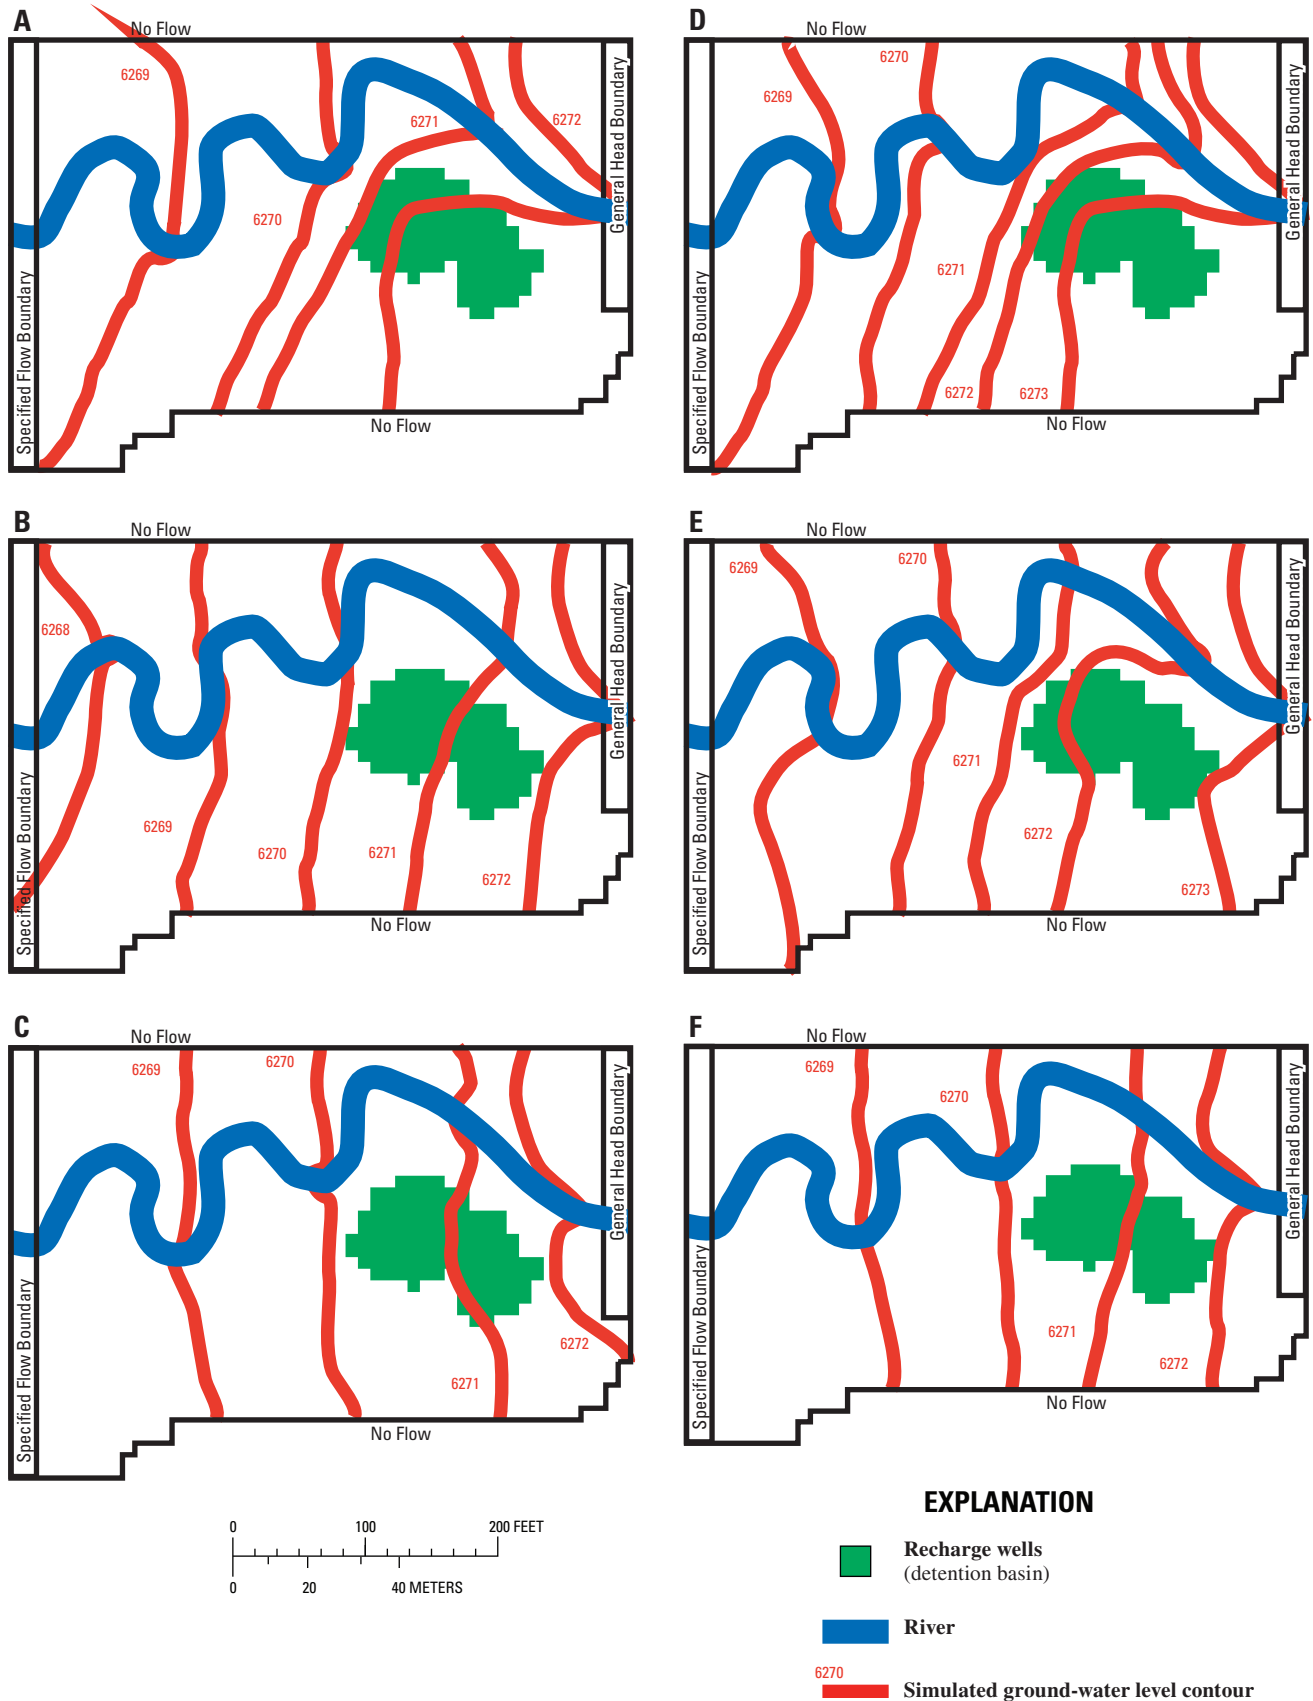 A
No Flow
6269
6271
6272
6270
Specified Flow Boundary
General Head Boundary
No Flow
D
No Flow
6270
6269
6271
6272
6273
Specified Flow Boundary
General Head Boundary
No Flow
B
No Flow
6268
6269
6270
6271
6272
Specified Flow Boundary
General Head Boundary
No Flow
E
No Flow
6269
6270
6271
6272
6273
Specified Flow Boundary
General Head Boundary
No Flow
C
No Flow
6269
6270
6271
6272
Specified Flow Boundary
General Head Boundary
No Flow
F
No Flow
6269
6270
6271
6272
Specified Flow Boundary
General Head Boundary
No Flow
0 100 200 FEET
0 20 40 METERS
EXPLANATION
Recharge wells
(detention basin)
River
6270
Simulated ground-water level contour